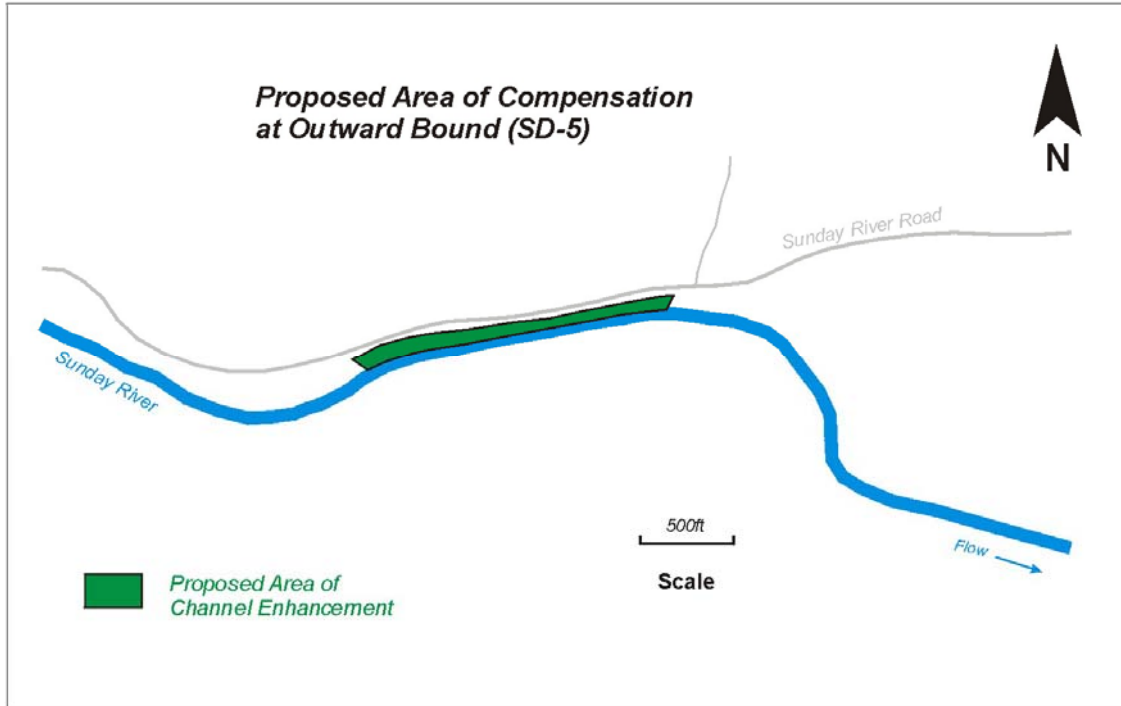 Proposed Area of Compensation
at Outward Bound (SD-5)
N
Sunday River Road
Sunday River
500ft
Scale
Flow
Proposed Area of
Channel Enhancement